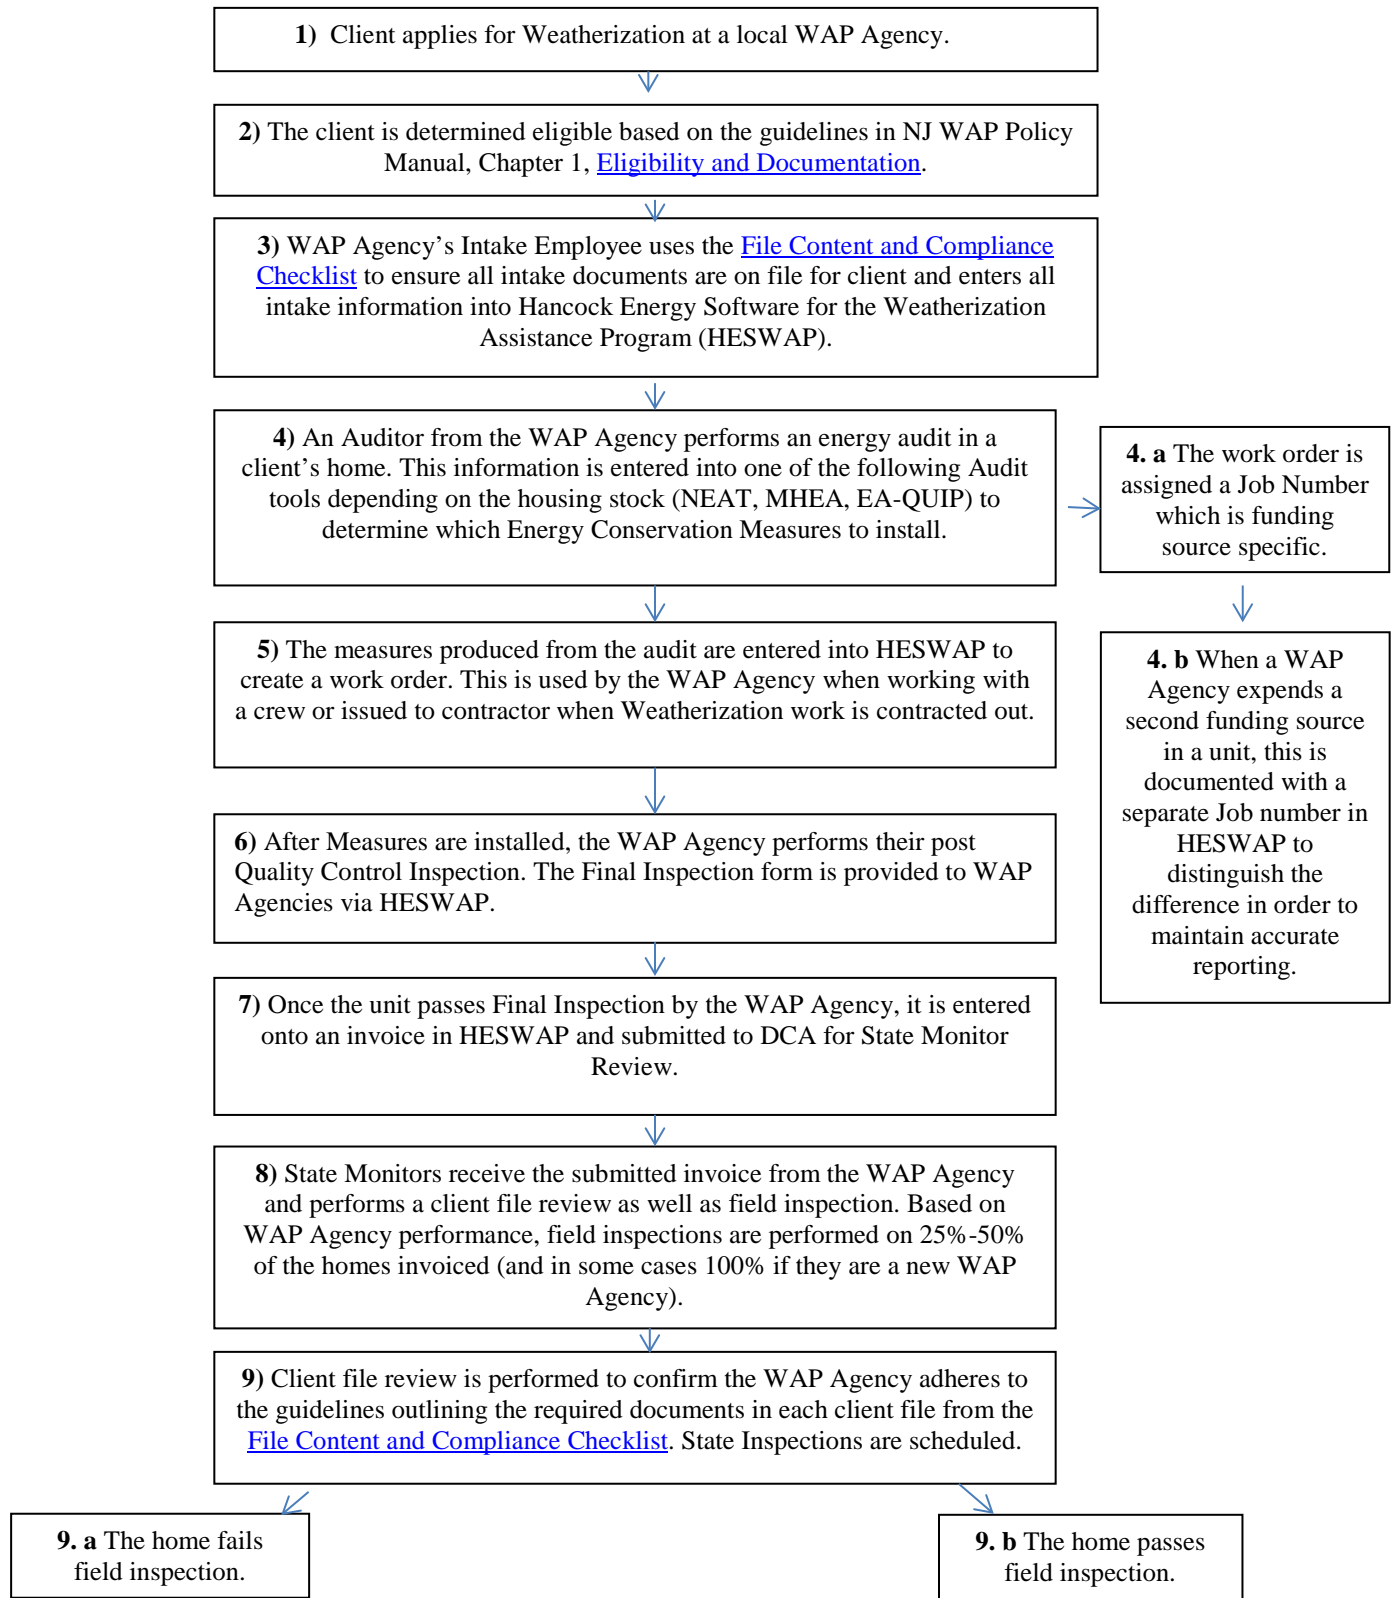 1) Client applies for Weatherization at a local WAP Agency.
2) The client is determined eligible based on the guidelines in NJ WAP Policy
Manual, Chapter 1, Eligibility and Documentation.
3) WAP Agency’s Intake Employee uses the File Content and Compliance
Checklist to ensure all intake documents are on file for client and enters all
intake information into Hancock Energy Software for the Weatherization
Assistance Program (HESWAP).
4) An Auditor from the WAP Agency performs an energy audit in a
client’s home. This information is entered into one of the following Audit
tools depending on the housing stock (NEAT, MHEA, EA-QUIP) to
determine which Energy Conservation Measures to install.
4. a The work order is
assigned a Job Number
which is funding
source specific.
4. b When a WAP
Agency expends a
second funding source
in a unit, this is
documented with a
separate Job number in
HESWAP to
distinguish the
difference in order to
maintain accurate
reporting.
5) The measures produced from the audit are entered into HESWAP to
create a work order. This is used by the WAP Agency when working with
a crew or issued to contractor when Weatherization work is contracted out.
6) After Measures are installed, the WAP Agency performs their post
Quality Control Inspection. The Final Inspection form is provided to WAP
Agencies via HESWAP.
7) Once the unit passes Final Inspection by the WAP Agency, it is entered
onto an invoice in HESWAP and submitted to DCA for State Monitor
Review.
8) State Monitors receive the submitted invoice from the WAP Agency
and performs a client file review as well as field inspection. Based on
WAP Agency performance, field inspections are performed on 25%-50%
of the homes invoiced (and in some cases 100% if they are a new WAP
Agency).
9) Client file review is performed to confirm the WAP Agency adheres to
the guidelines outlining the required documents in each client file from the
File Content and Compliance Checklist. State Inspections are scheduled.
9. a The home fails
field inspection.
9. b The home passes
field inspection.